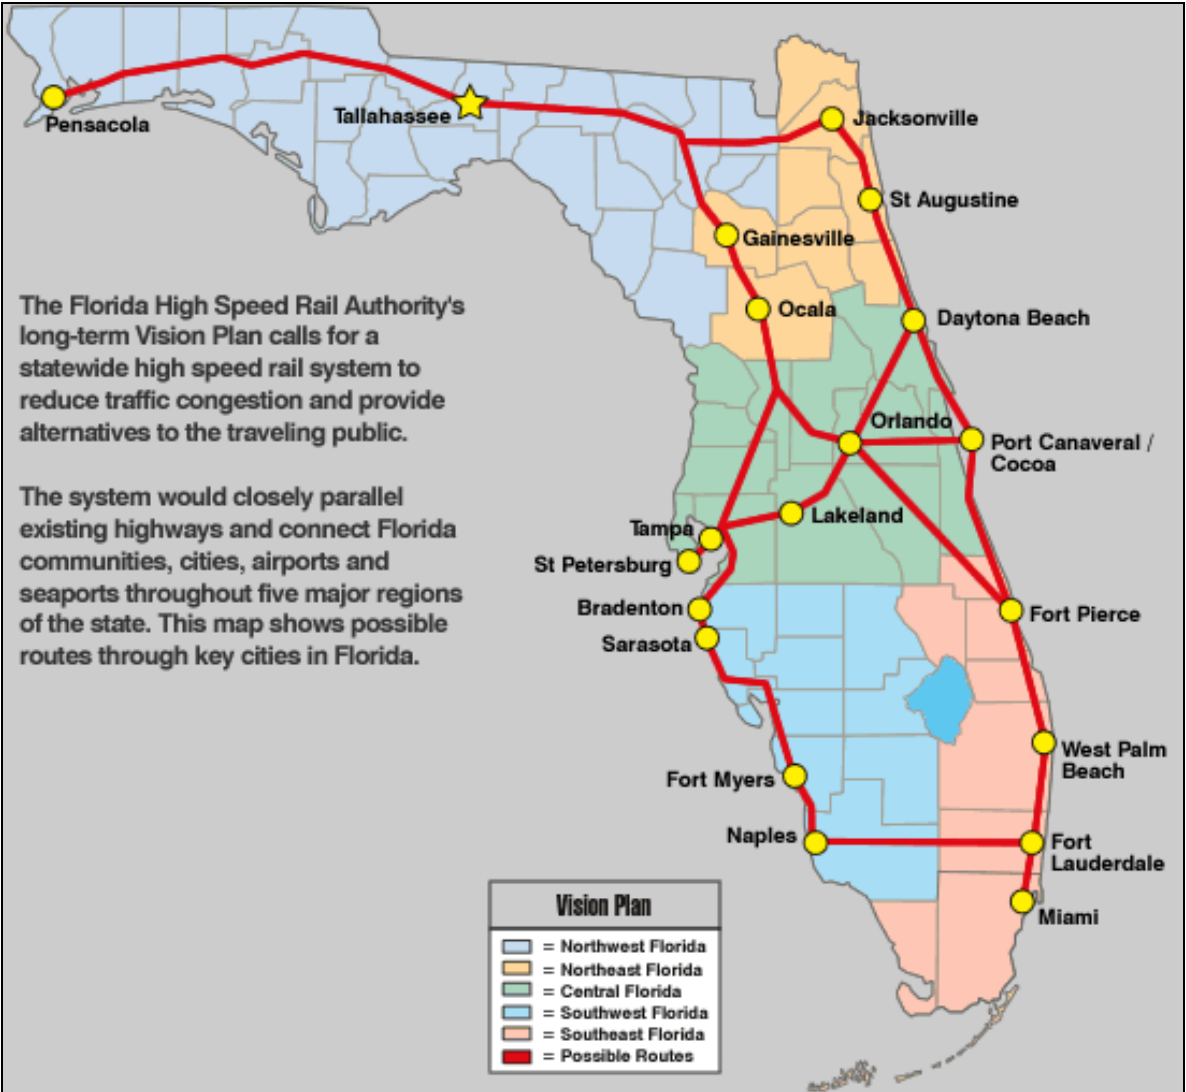 Pensacola
Tallahassee
Jacksonville
St Augustine
Gainesville
Ocala
Daytona Beach
The Florida High Speed Rail Authority's
long-term Vision Plan calls for a
statewide high speed rail system to
reduce traffic congestion and provide
alternatives to the traveling public.
The system would closely parallel
existing highways and connect Florida
communities, cities, airports and
seaports throughout five major regions
of the state. This map shows possible
routes through key cities in Florida.
Orlando
Port Canaveral /
Cocoa
Lakeland
Tampa
St Petersburg
Bradenton
Sarasota
Fort Pierce
West Palm
Beach
Fort Myers
Naples
Fort
Lauderdale
Miami
Vision Plan
= Northwest Florida
= Northeast Florida
= Central Florida
= Southwest Florida
= Southeast Florida
= Possible Routes